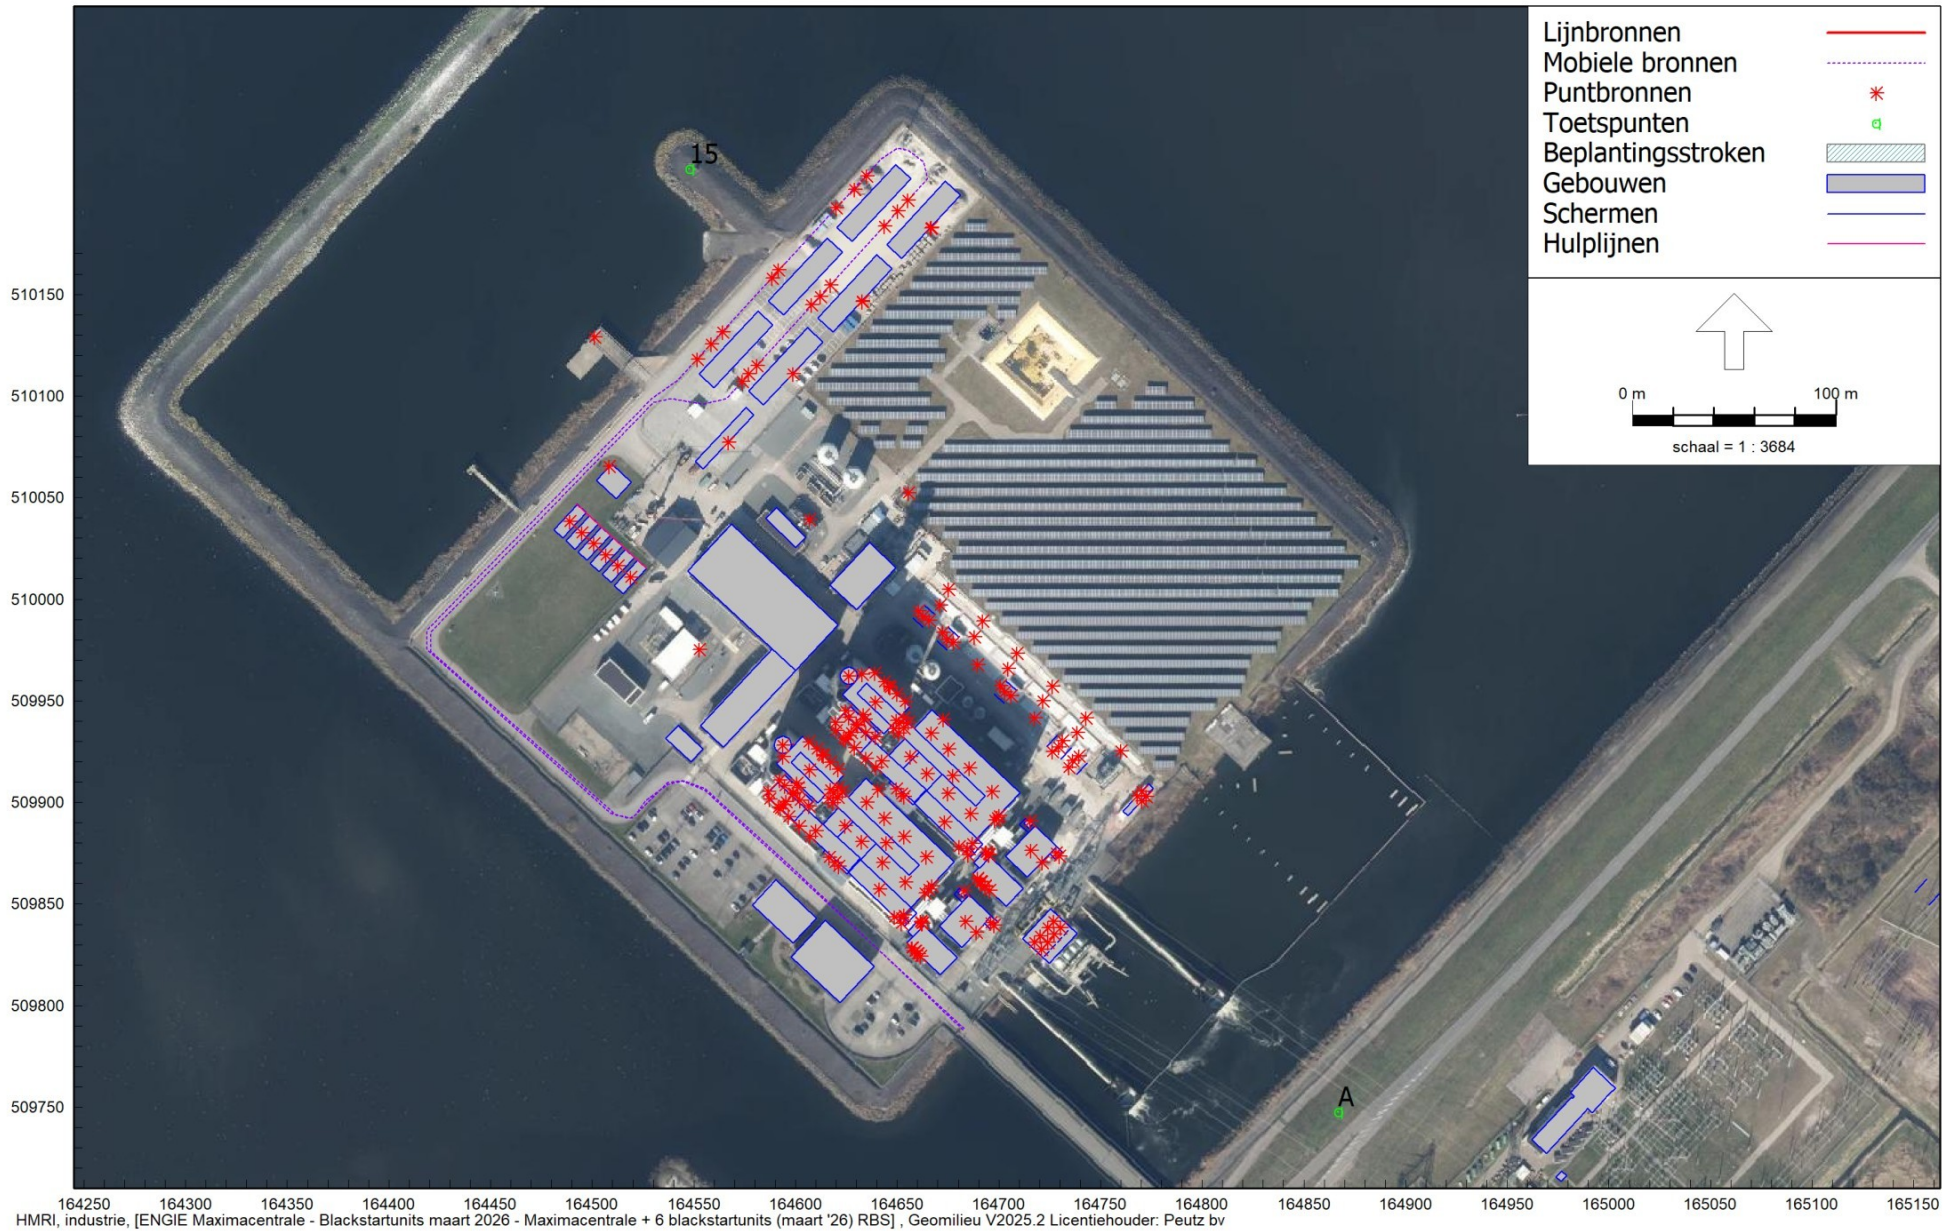 Lijnbronnen
Mobiele bronnen
Puntbronnen
Toetspunten
Beplantingsstroken
Gebouwen
Schermen
Hulplijnen
0 m 100 m
schaal = 1 : 3684
15
A
510150
510100
510050
510000
509950
509900
509850
509800
509750
164250 164300 164350 164400 164450 164500 164550 164600 164650 164700 164750 164800 164850 164900 164950 165000 165050 165100 165150
HMRI, industrie, [ENGIE Maximacentrale - Blackstartunits maart 2026 - Maximacentrale + 6 blackstartunits (maart '26) RBS] , Geomilieu V2025.2 Licentiehouder: Peutz bv